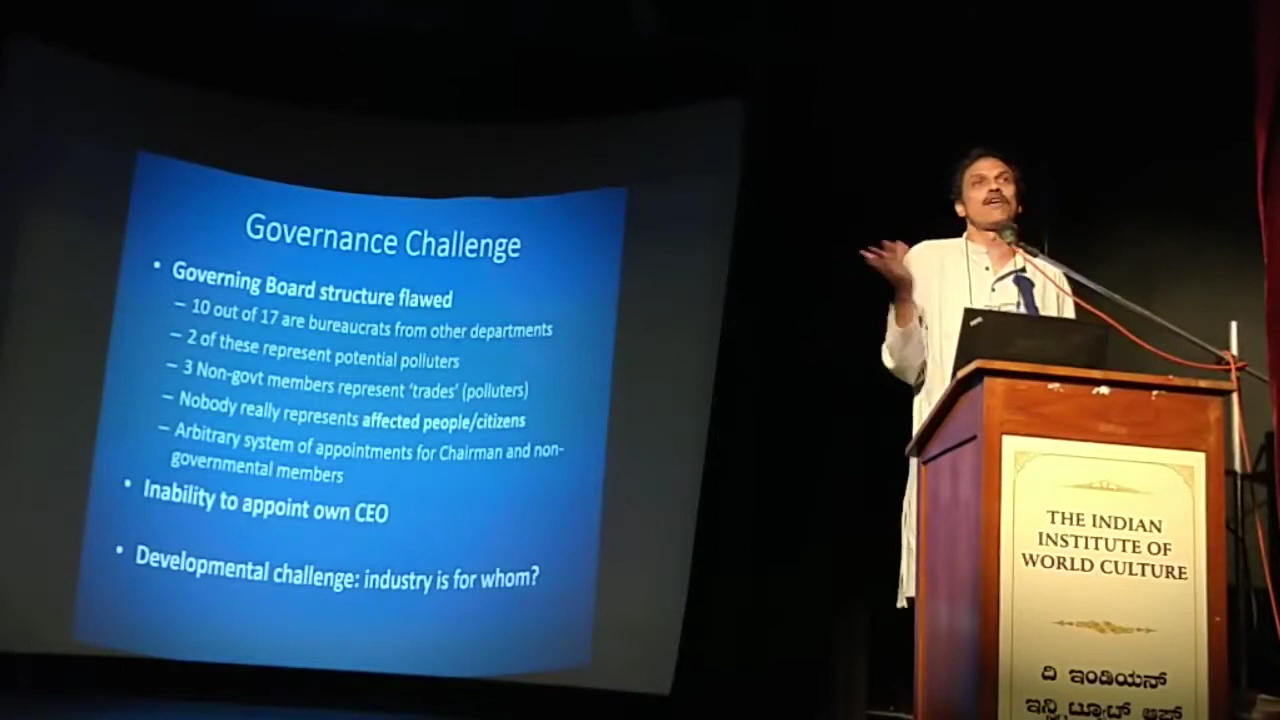 Governance Challenge
• Governing Board structure flawed
– 10 out of 17 are bureaucrats from other departments
– 2 of these represent potential polluters
– 3 Non-govt members represent ‘trades’ (polluters)
– Nobody really represents affected people/citizens
– Arbitrary system of appointments for Chairman and non-
governmental members
• Inability to appoint own CEO
• Developmental challenge: industry is for whom?
THE INDIAN
INSTITUTE OF
WORLD CULTURE
ದಿ ಇಂಡಿಯನ್
ಇನ್ಸ್ಟಿಟ್ಯೂಟ್ ಆಫ್